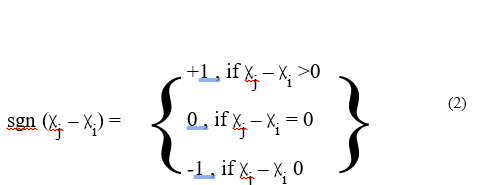 +1 , if χj – χi >0
sgn (χj – χi) = 0 , if χj – χi = 0 (2)
-1 , if χj – χi 0